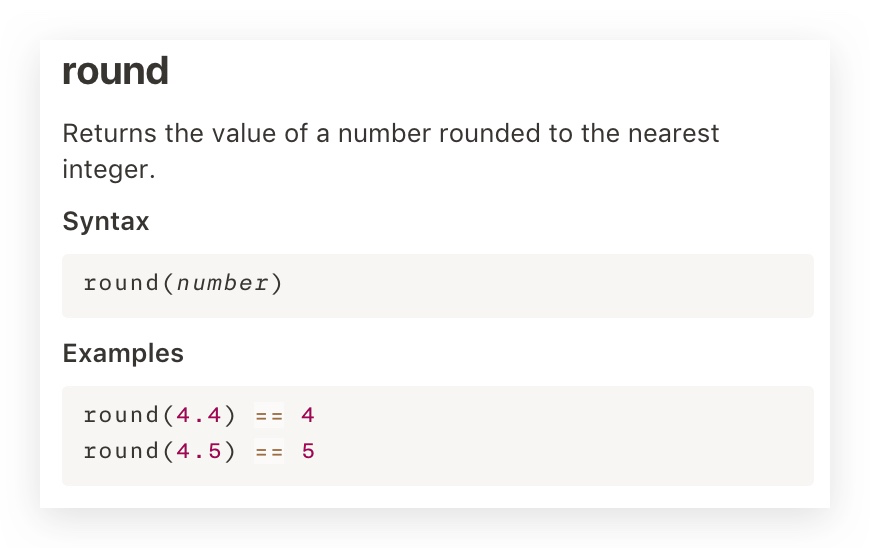 round
Returns the value of a number rounded to the nearest
integer.
Syntax
round(number)
Examples
round(4.4) == 4
round(4.5) == 5